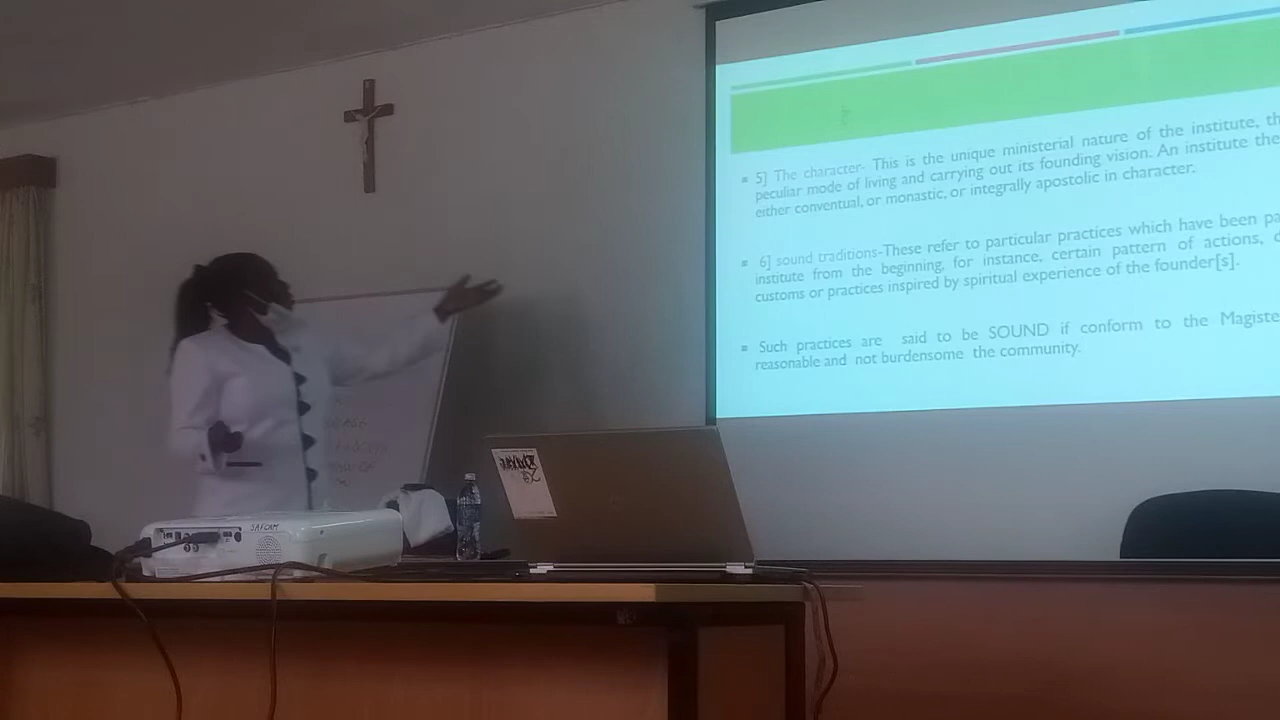 5] The character- This is the unique ministerial nature of the institute, th
peculiar mode of living and carrying out its founding vision. An institute the
either conventual, or monastic, or integrally apostolic in character.
6] sound traditions-These refer to particular practices which have been pa
institute from the beginning, for instance, certain pattern of actions,
customs or practices inspired by spiritual experience of the founder[s].
Such practices are said to be SOUND if conform to the Magiste
reasonable and not burdensome the community.
SAFCAM